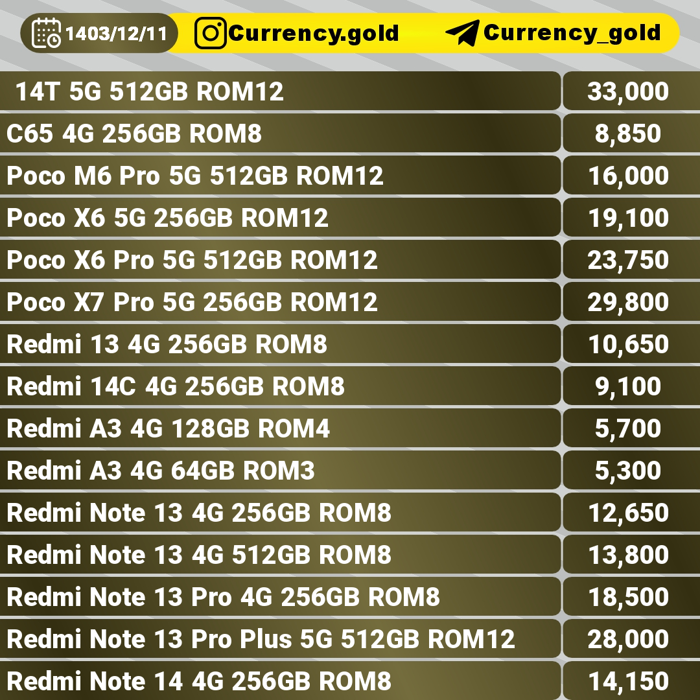 1403/12/11 Currency.gold Currency_gold
14T 5G 512GB ROM12 33,000
C65 4G 256GB ROM8 8,850
Poco M6 Pro 5G 512GB ROM12 16,000
Poco X6 5G 256GB ROM12 19,100
Poco X6 Pro 5G 512GB ROM12 23,750
Poco X7 Pro 5G 256GB ROM12 29,800
Redmi 13 4G 256GB ROM8 10,650
Redmi 14C 4G 256GB ROM8 9,100
Redmi A3 4G 128GB ROM4 5,700
Redmi A3 4G 64GB ROM3 5,300
Redmi Note 13 4G 256GB ROM8 12,650
Redmi Note 13 4G 512GB ROM8 13,800
Redmi Note 13 Pro 4G 256GB ROM8 18,500
Redmi Note 13 Pro Plus 5G 512GB ROM12 28,000
Redmi Note 14 4G 256GB ROM8 14,150